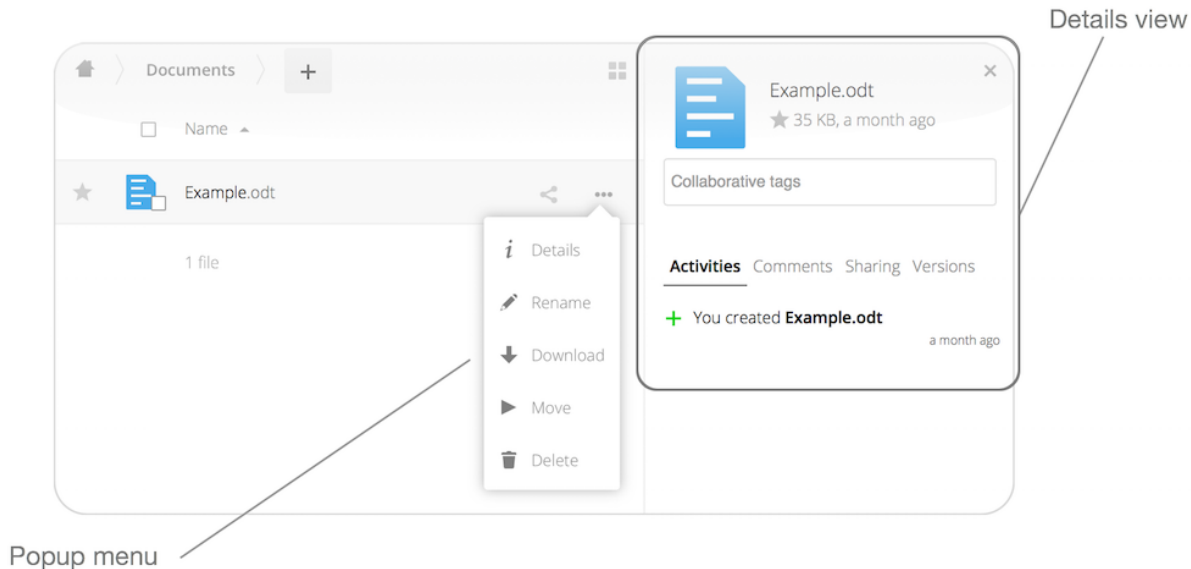 Details view
Documents
+
Example.odt
35 KB, a month ago
Name
Collaborative tags
Example.odt
1 file
Details
Rename
Download
Move
Delete
Activities Comments Sharing Versions
+ You created Example.odt
a month ago
Popup menu